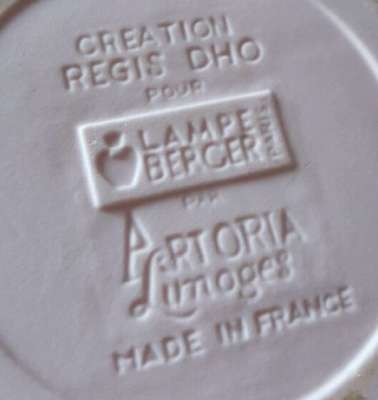 CREATION
REGIS DHO
POUR
LAMPE
BERGER PARIS
PAR
ARTORIA
Limoges
MADE IN FRANCE